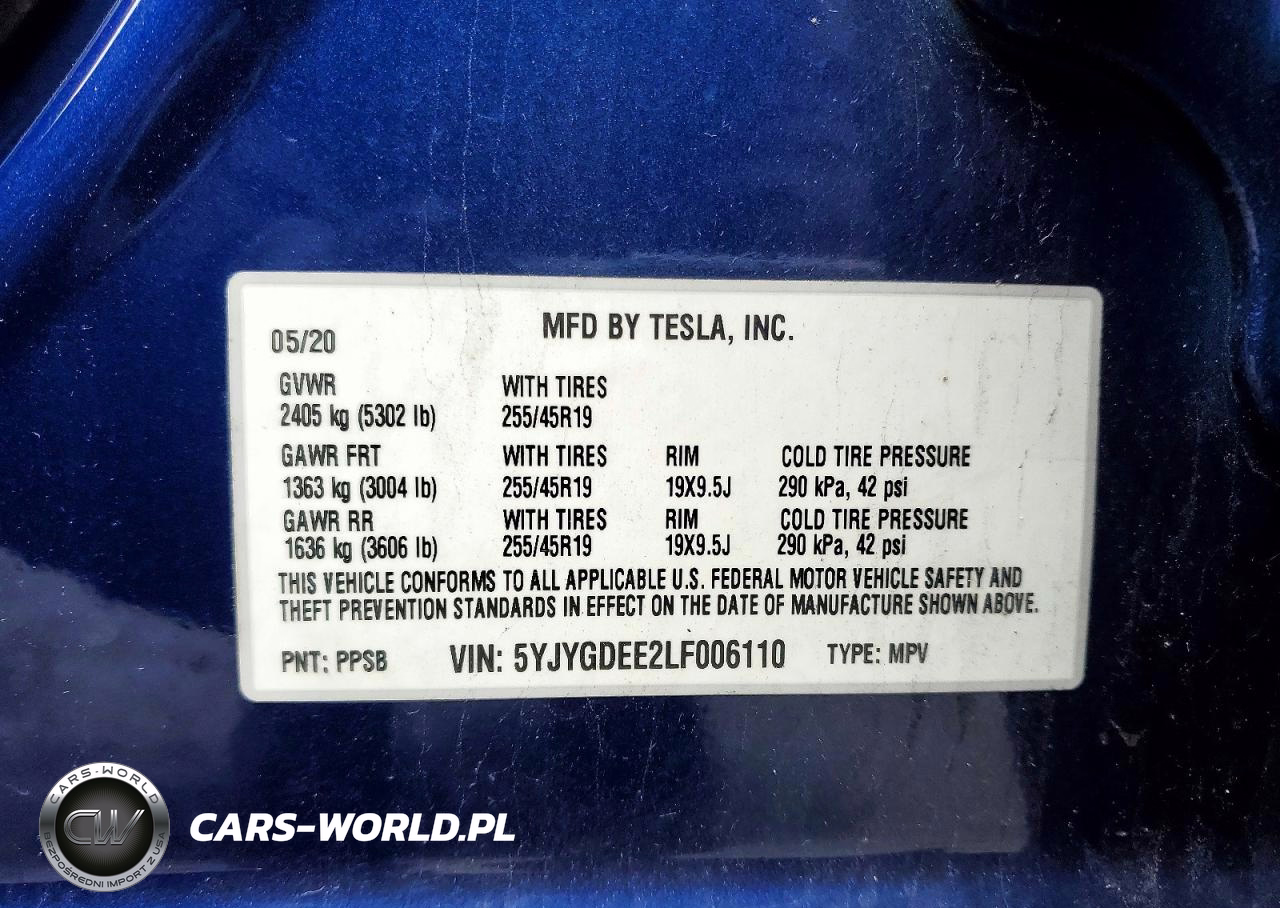 MFD BY TESLA, INC.
05/20
GVWR WITH TIRES
2405 kg (5302 lb) 255/45R19
GAWR FRT WITH TIRES RIM COLD TIRE PRESSURE
1363 kg (3004 lb) 255/45R19 19X9.5J 290 kPa, 42 psi
GAWR RR WITH TIRES RIM COLD TIRE PRESSURE
1636 kg (3606 lb) 255/45R19 19X9.5J 290 kPa, 42 psi
THIS VEHICLE CONFORMS TO ALL APPLICABLE U.S. FEDERAL MOTOR VEHICLE SAFETY AND
THEFT PREVENTION STANDARDS IN EFFECT ON THE DATE OF MANUFACTURE SHOWN ABOVE.
PNT: PPSB VIN: 5YJYGDEE2LF006110 TYPE: MPV
CARS-WORLD
CW
BEZPOŚREDNI IMPORT Z USA
CARS-WORLD.PL